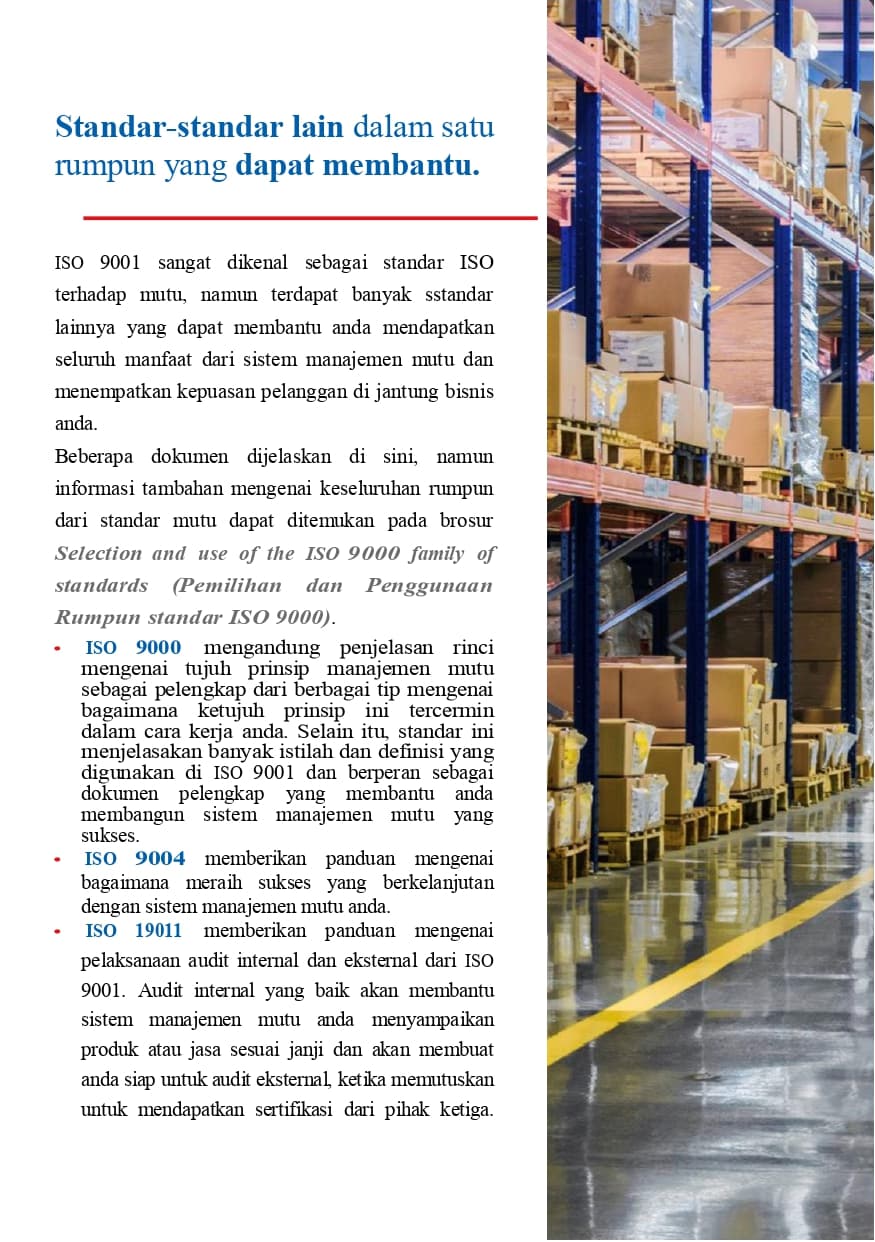 Standar-standar lain dalam satu
rumpun yang dapat membantu.
ISO 9001 sangat dikenal sebagai standar ISO
terhadap mutu, namun terdapat banyak sstandar
lainnya yang dapat membantu anda mendapatkan
seluruh manfaat dari sistem manajemen mutu dan
menempatkan kepuasan pelanggan di jantung bisnis
anda.
Beberapa dokumen dijelaskan di sini, namun
informasi tambahan mengenai keseluruhan rumpun
dari standar mutu dapat ditemukan pada brosur
Selection and use of the ISO 9000 family of
standards (Pemilihan dan Penggunaan
Rumpun standar ISO 9000).
• ISO 9000 mengandung penjelasan rinci
mengenai tujuh prinsip manajemen mutu
sebagai pelengkap dari berbagai tip mengenai
bagaimana ketujuh prinsip ini tercermin
dalam cara kerja anda. Selain itu, standar ini
menjelasakan banyak istilah dan definisi yang
digunakan di ISO 9001 dan berperan sebagai
dokumen pelengkap yang membantu anda
membangun sistem manajemen mutu yang
sukses.
• ISO 9004 memberikan panduan mengenai
bagaimana meraih sukses yang berkelanjutan
dengan sistem manajemen mutu anda.
• ISO 19011 memberikan panduan mengenai
pelaksanaan audit internal dan eksternal dari ISO
9001. Audit internal yang baik akan membantu
sistem manajemen mutu anda menyampaikan
produk atau jasa sesuai janji dan akan membuat
anda siap untuk audit eksternal, ketika memutuskan
untuk mendapatkan sertifikasi dari pihak ketiga.